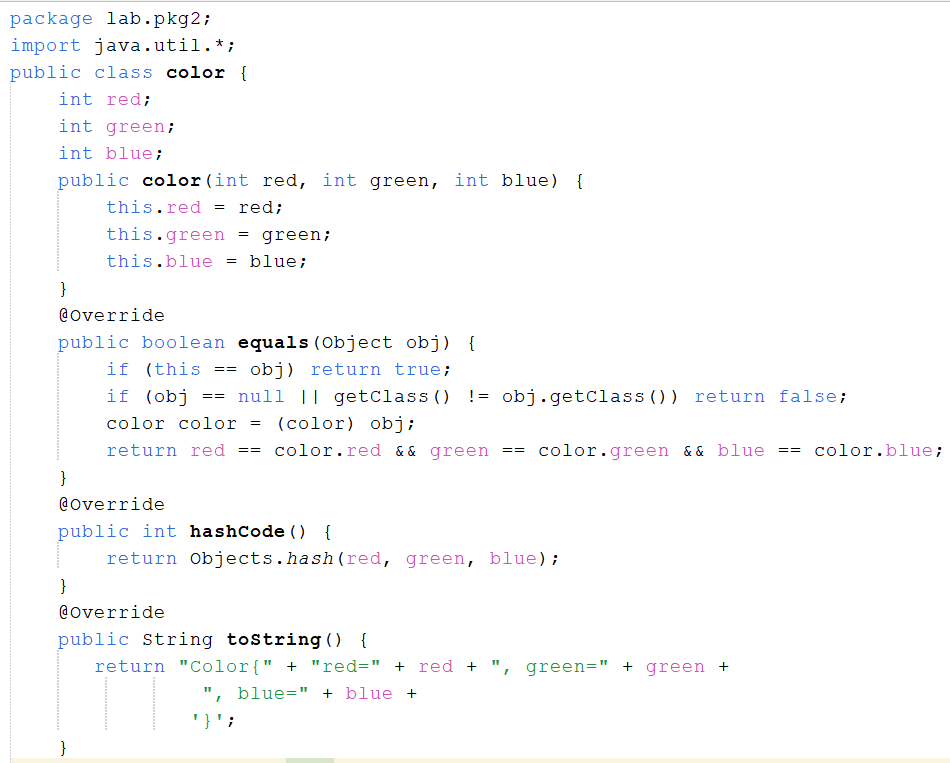 package lab.pkg2;
import java.util.*;
public class color {
    int red;
    int green;
    int blue;
    public color(int red, int green, int blue) {
        this.red = red;
        this.green = green;
        this.blue = blue;
    }
    @Override
    public boolean equals(Object obj) {
        if (this == obj) return true;
        if (obj == null || getClass() != obj.getClass()) return false;
        color color = (color) obj;
        return red == color.red && green == color.green && blue == color.blue;
    }
    @Override
    public int hashCode() {
        return Objects.hash(red, green, blue);
    }
    @Override
    public String toString() {
       return "Color{" + "red=" + red + ", green=" + green +
                ", blue=" + blue +
               '}';
    }